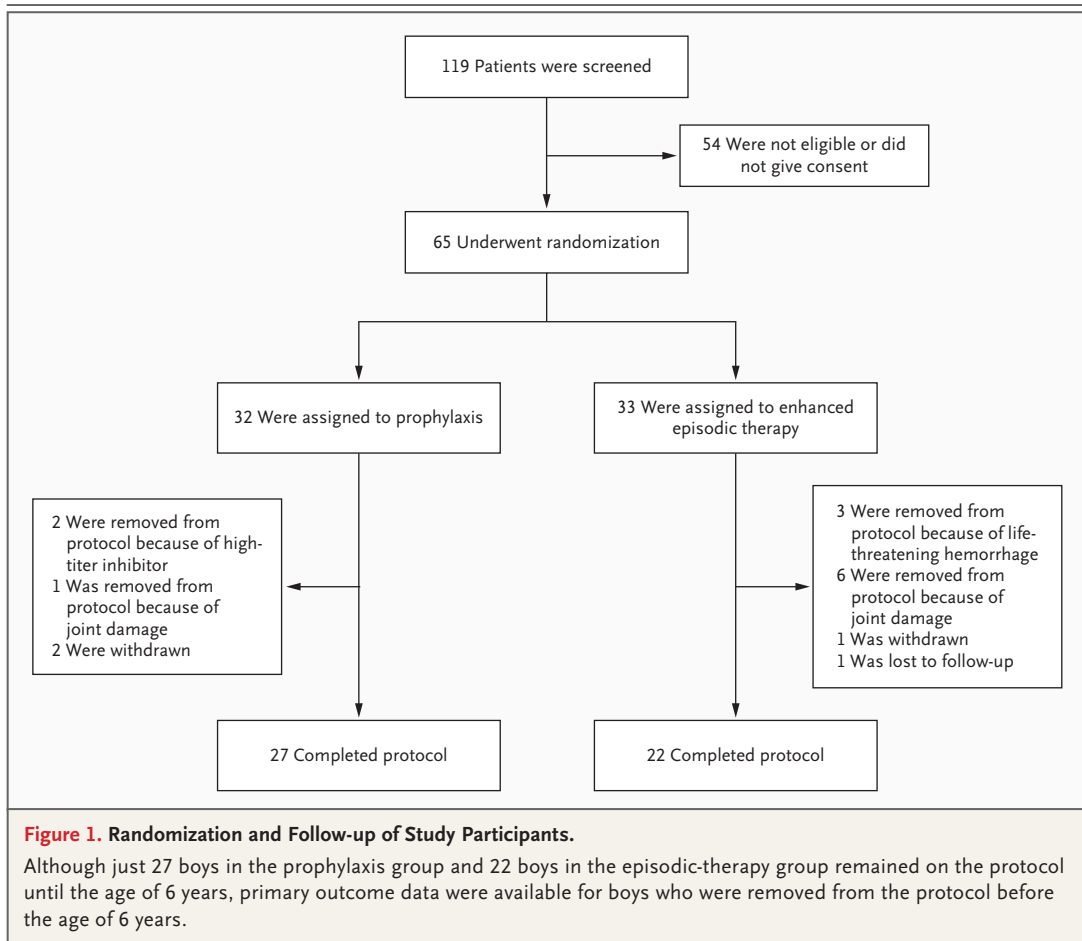 119 Patients were screened
54 Were not eligible or did
not give consent
65 Underwent randomization
32 Were assigned to prophylaxis
33 Were assigned to enhanced
episodic therapy
2 Were removed from
protocol because of high-
titer inhibitor
1 Was removed from
protocol because of
joint damage
2 Were withdrawn
3 Were removed from
protocol because of life-
threatening hemorrhage
6 Were removed from
protocol because of
joint damage
1 Was withdrawn
1 Was lost to follow-up
27 Completed protocol
22 Completed protocol
Figure 1. Randomization and Follow-up of Study Participants.
Although just 27 boys in the prophylaxis group and 22 boys in the episodic-therapy group remained on the protocol
until the age of 6 years, primary outcome data were available for boys who were removed from the protocol before
the age of 6 years.